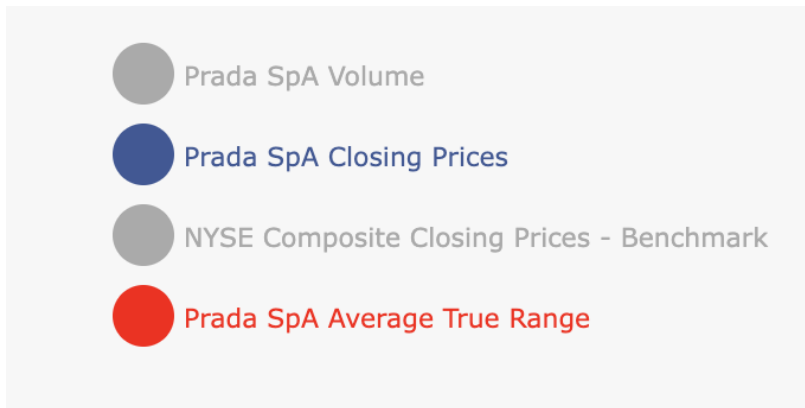 Prada SpA Volume
Prada SpA Closing Prices
NYSE Composite Closing Prices - Benchmark
Prada SpA Average True Range